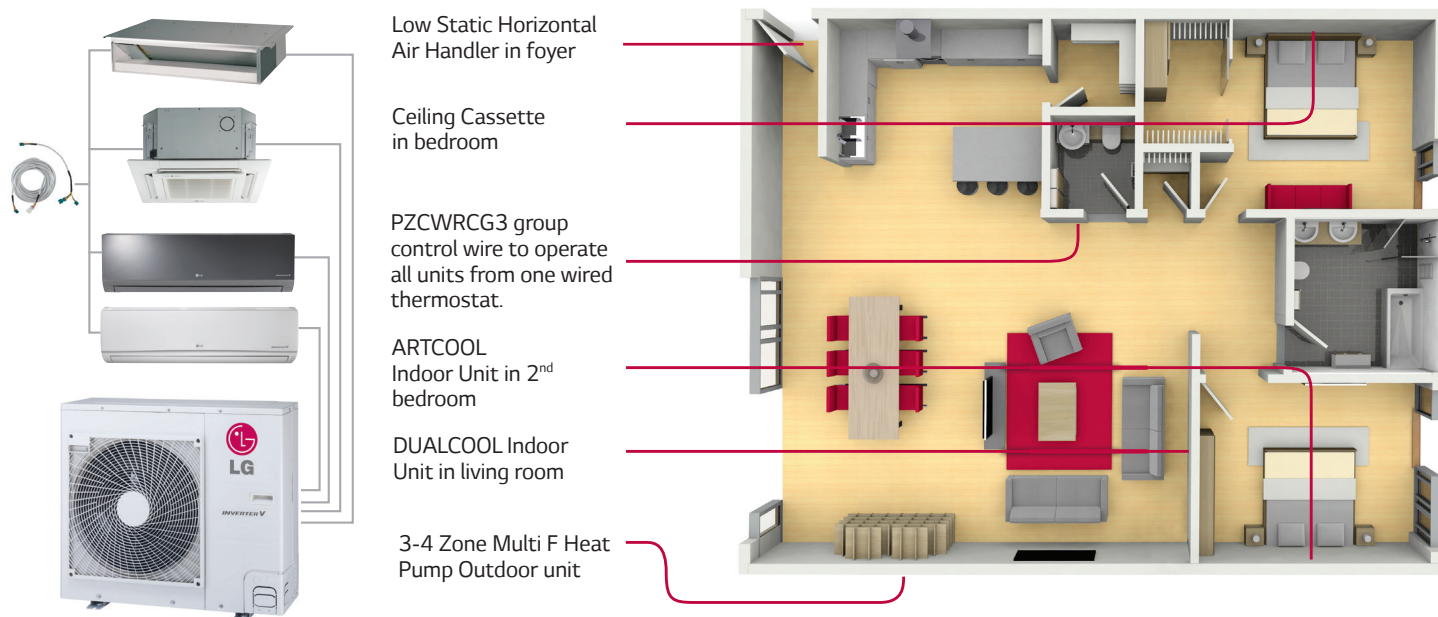 Low Static Horizontal
Air Handler in foyer
Ceiling Cassette
in bedroom
PZCWRCG3 group
control wire to operate
all units from one wired
thermostat.
ARTCOOL
Indoor Unit in 2nd
bedroom
DUALCOOL Indoor
Unit in living room
3-4 Zone Multi F Heat
Pump Outdoor unit
LG
LG
INVERTER V